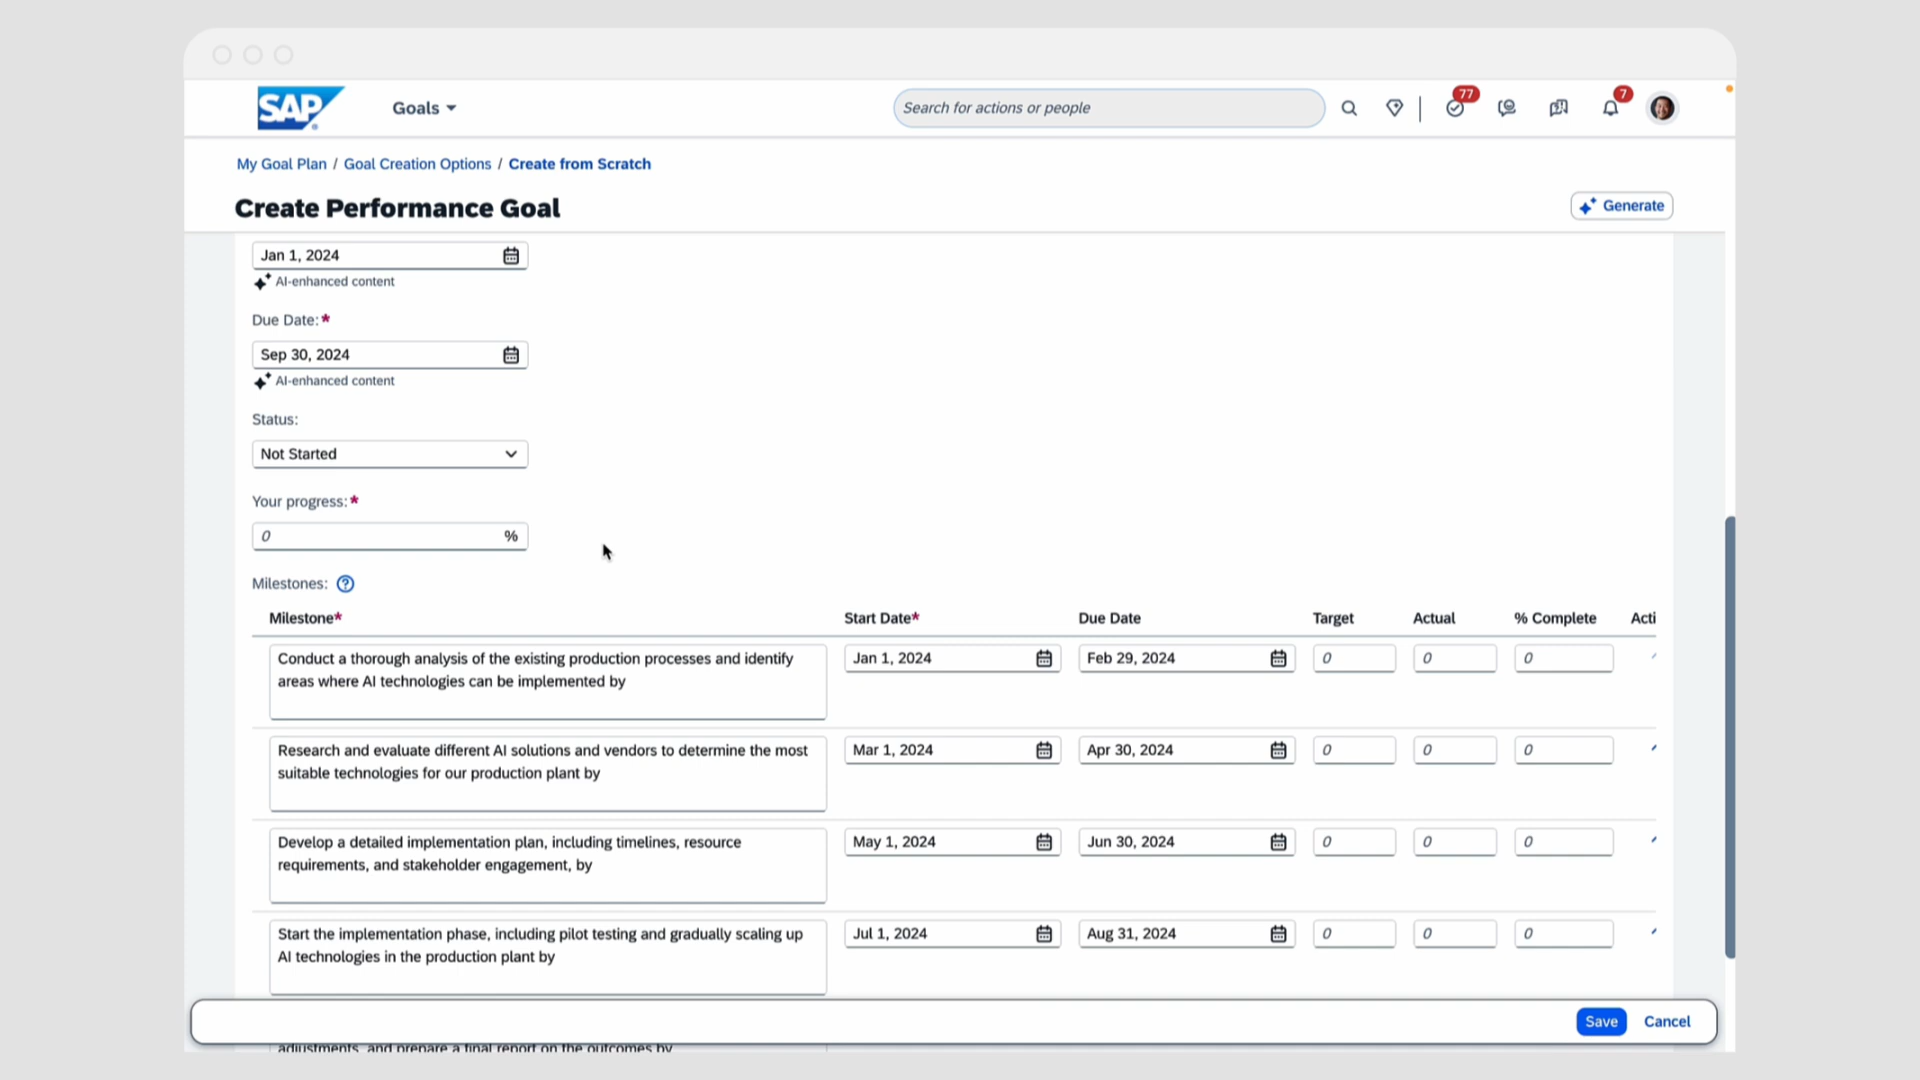 SAP
Goals
Search for actions or people
77
7
My Goal Plan / Goal Creation Options / Create from Scratch
Create Performance Goal
Generate
Jan 1, 2024
AI-enhanced content
Due Date:*
Sep 30, 2024
AI-enhanced content
Status:
Not Started
Your progress:*
0 %
Milestones: ?
Milestone* Start Date* Due Date Target Actual % Complete Acti
Conduct a thorough analysis of the existing production processes and identify
areas where AI technologies can be implemented by
Jan 1, 2024 Feb 29, 2024 0 0 0
Research and evaluate different AI solutions and vendors to determine the most
suitable technologies for our production plant by
Mar 1, 2024 Apr 30, 2024 0 0 0
Develop a detailed implementation plan, including timelines, resource
requirements, and stakeholder engagement, by
May 1, 2024 Jun 30, 2024 0 0 0
Start the implementation phase, including pilot testing and gradually scaling up
AI technologies in the production plant by
Jul 1, 2024 Aug 31, 2024 0 0 0
Save Cancel
adjustments, and prepare a final report on the outcomes by